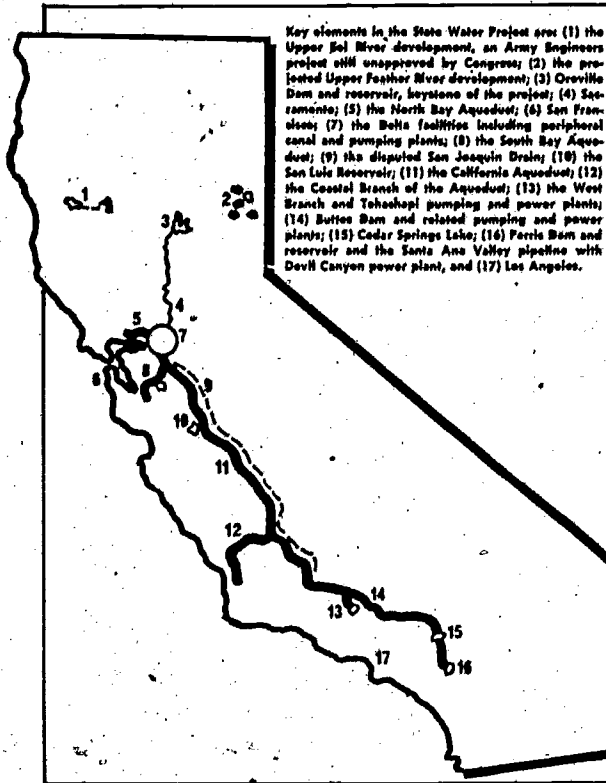 Key elements in the State Water Project are: (1) the
Upper Eel River development, an Army Engineers
project still unapproved by Congress; (2) the pro-
jected Upper Feather River development; (3) Oroville
Dam and reservoir, keystone of the project; (4) Sac-
ramento; (5) the North Bay Aqueduct; (6) San Fran-
cisco; (7) the Delta facilities including peripheral
canal and pumping plants; (8) the South Bay Aque-
duct; (9) the disputed San Joaquin Drain; (10) the
San Luis Reservoir; (11) the California Aqueduct; (12)
the Coastal Branch of the Aqueduct; (13) the West
Branch and Tehachapi pumping and power plants;
(14) Buttes Dam and related pumping and power
plants; (15) Cedar Springs Lake; (16) Perris Dam and
reservoir and the Santa Ana Valley pipeline with
Devil Canyon power plant, and (17) Los Angeles.
1
2
3
4
5
7
6
8
9
10
11
12
13
14
15
16
17